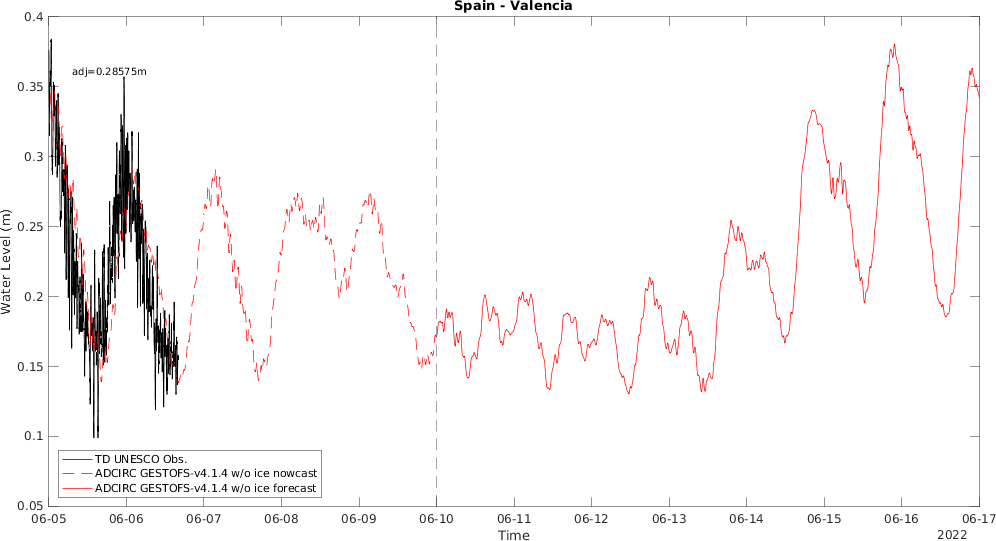 Spain - Valencia
adj=0.28575m
Water Level (m)
0.4
0.35
0.3
0.25
0.2
0.15
0.1
0.05
TD UNESCO Obs.
ADCIRC GESTOFS-v4.1.4 w/o ice nowcast
ADCIRC GESTOFS-v4.1.4 w/o ice forecast
06-05 06-06 06-07 06-08 06-09 06-10 06-11 06-12 06-13 06-14 06-15 06-16 06-17
Time
2022